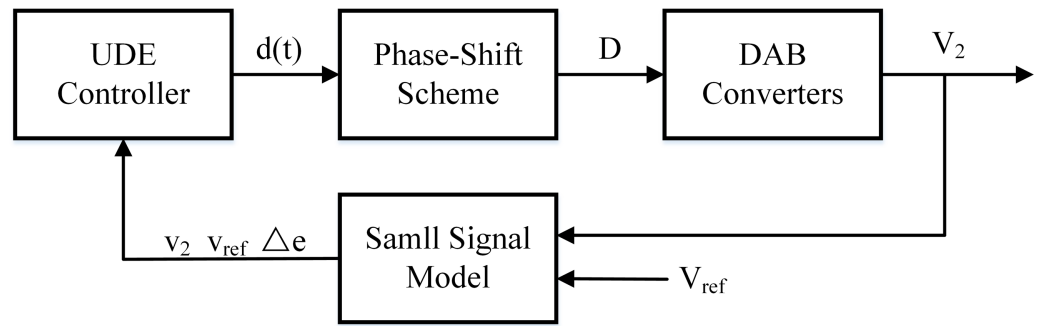 UDE
Controller
d(t)
Phase-Shift
Scheme
D
DAB
Converters
V₂
v₂ vref △e
Samll Signal
Model
Vref